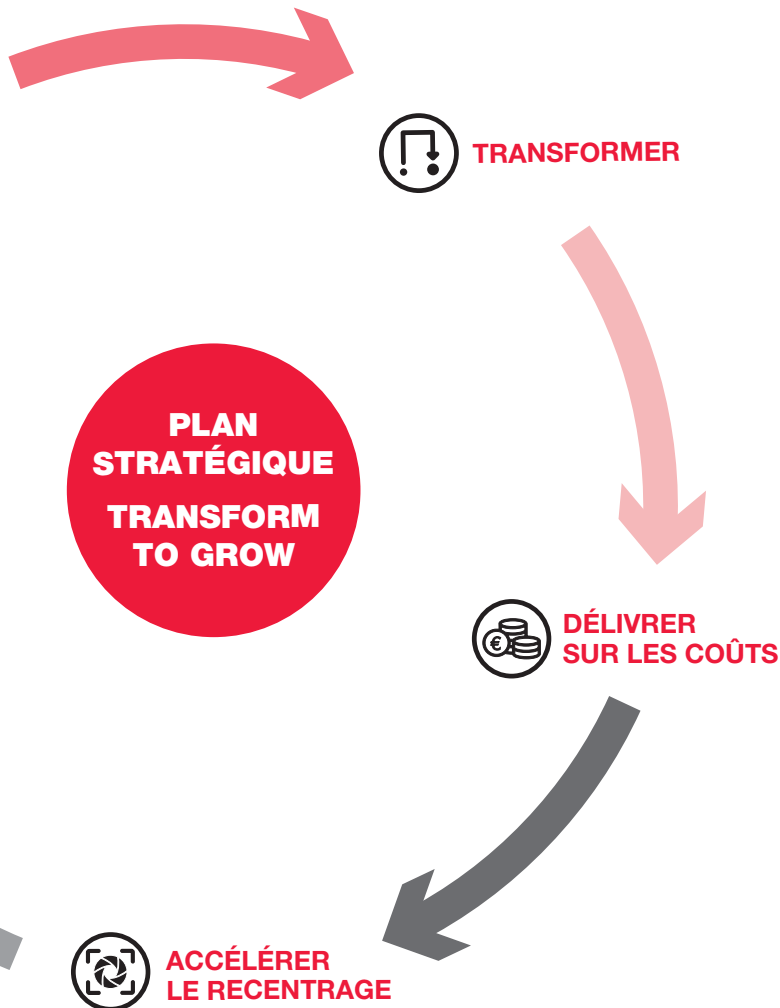 TRANSFORMER
PLAN
STRATÉGIQUE
TRANSFORM
TO GROW
DÉLIVRER
SUR LES COÛTS
€
ACCÉLÉRER
LE RECENTRAGE